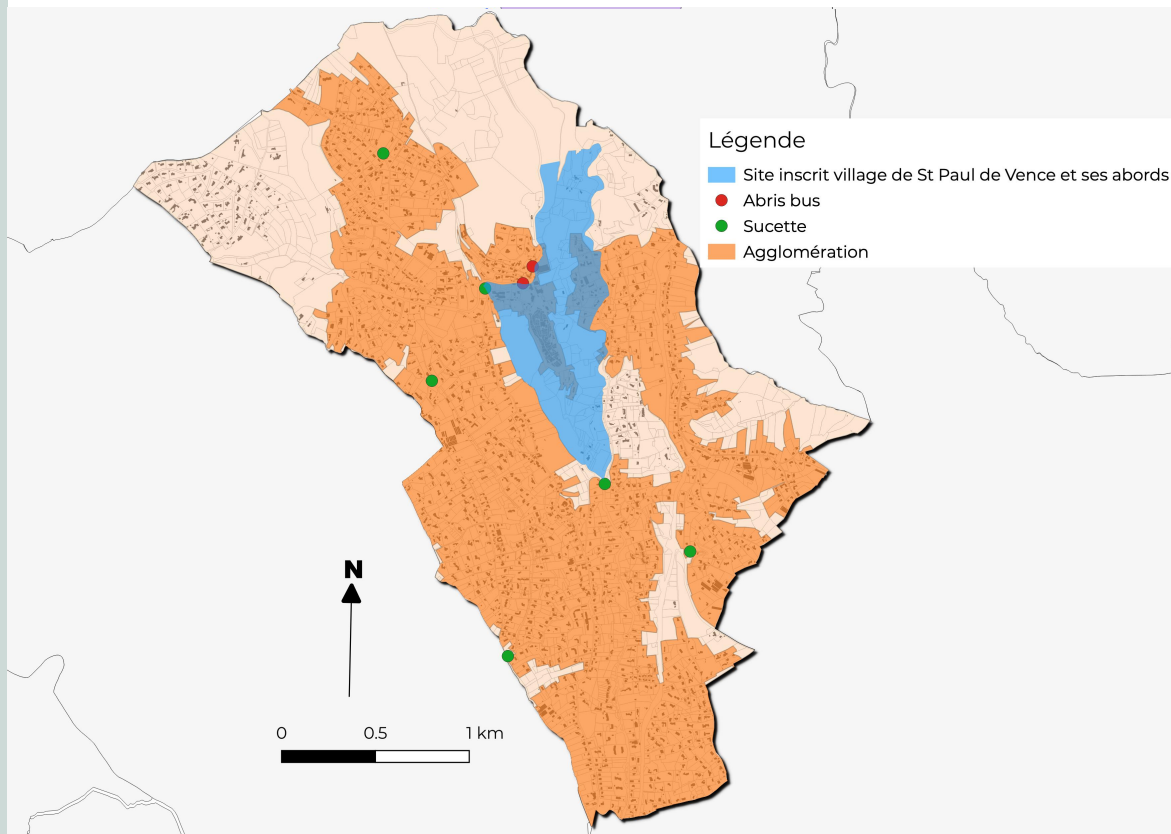 Légende
Site inscrit village de St Paul de Vence et ses abords
Abris bus
Sucette
Agglomération
N
0 0.5 1 km